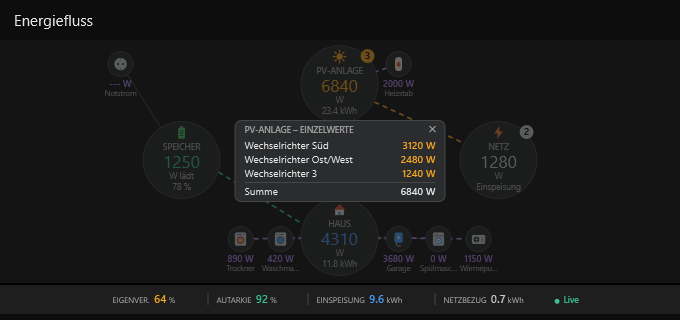 Energiefluss
3
PV-ANLAGE
6840
W
23.4 kWh
--- W
Notstrom
2000 W
Heizstab
SPEICHER
1250
W lädt
78 %
2
NETZ
1280
W
Einspeisung
PV-ANLAGE – EINZELWERTE ✕
Wechselrichter Süd 3120 W
Wechselrichter Ost/West 2480 W
Wechselrichter 3 1240 W
Summe 6840 W
HAUS
4310
W
11.8 kWh
890 W
Trockner
420 W
Waschma...
3680 W
Garage
0 W
Spülmasc...
1150 W
Wärmepu...
EIGENVER. 64 %
AUTARKIE 92 %
EINSPEISUNG 9.6 kWh
NETZBEZUG 0.7 kWh
● Live